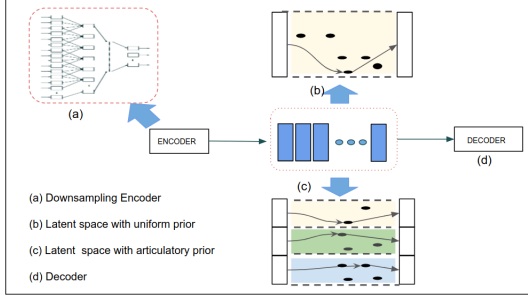 (a)
(b)
ENCODER
DECODER
(d)
(c)
(a) Downsampling Encoder
(b) Latent space with uniform prior
(c) Latent space with articulatory prior
(d) Decoder